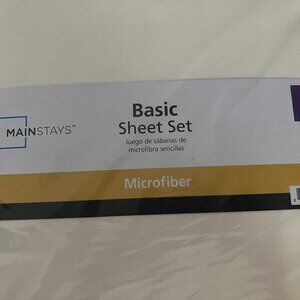 MAINSTAYS™
Basic
Sheet Set
Juego de sábanas de
microfibra sencillas
Microfiber